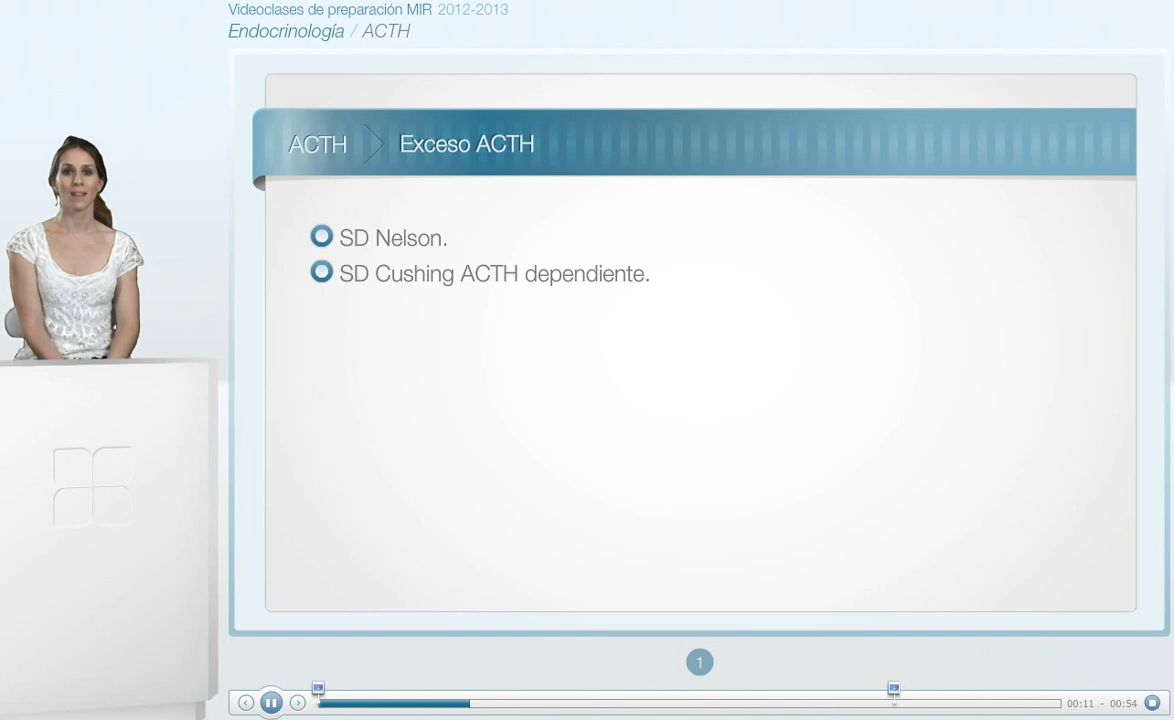 Videoclases de preparación MIR 2012-2013
Endocrinología / ACTH
ACTH Exceso ACTH
SD Nelson.
SD Cushing ACTH dependiente.
1
00:11 - 00:54